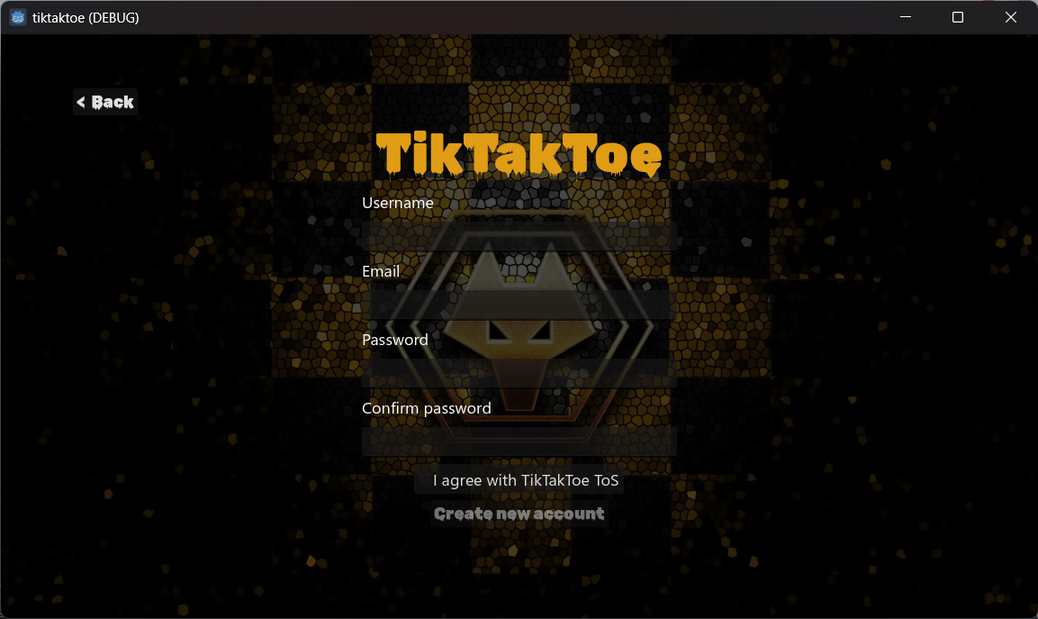 tiktaktoe (DEBUG)
< Back
TikTakToe
Username
Email
Password
Confirm password
I agree with TikTakToe ToS
Create new account